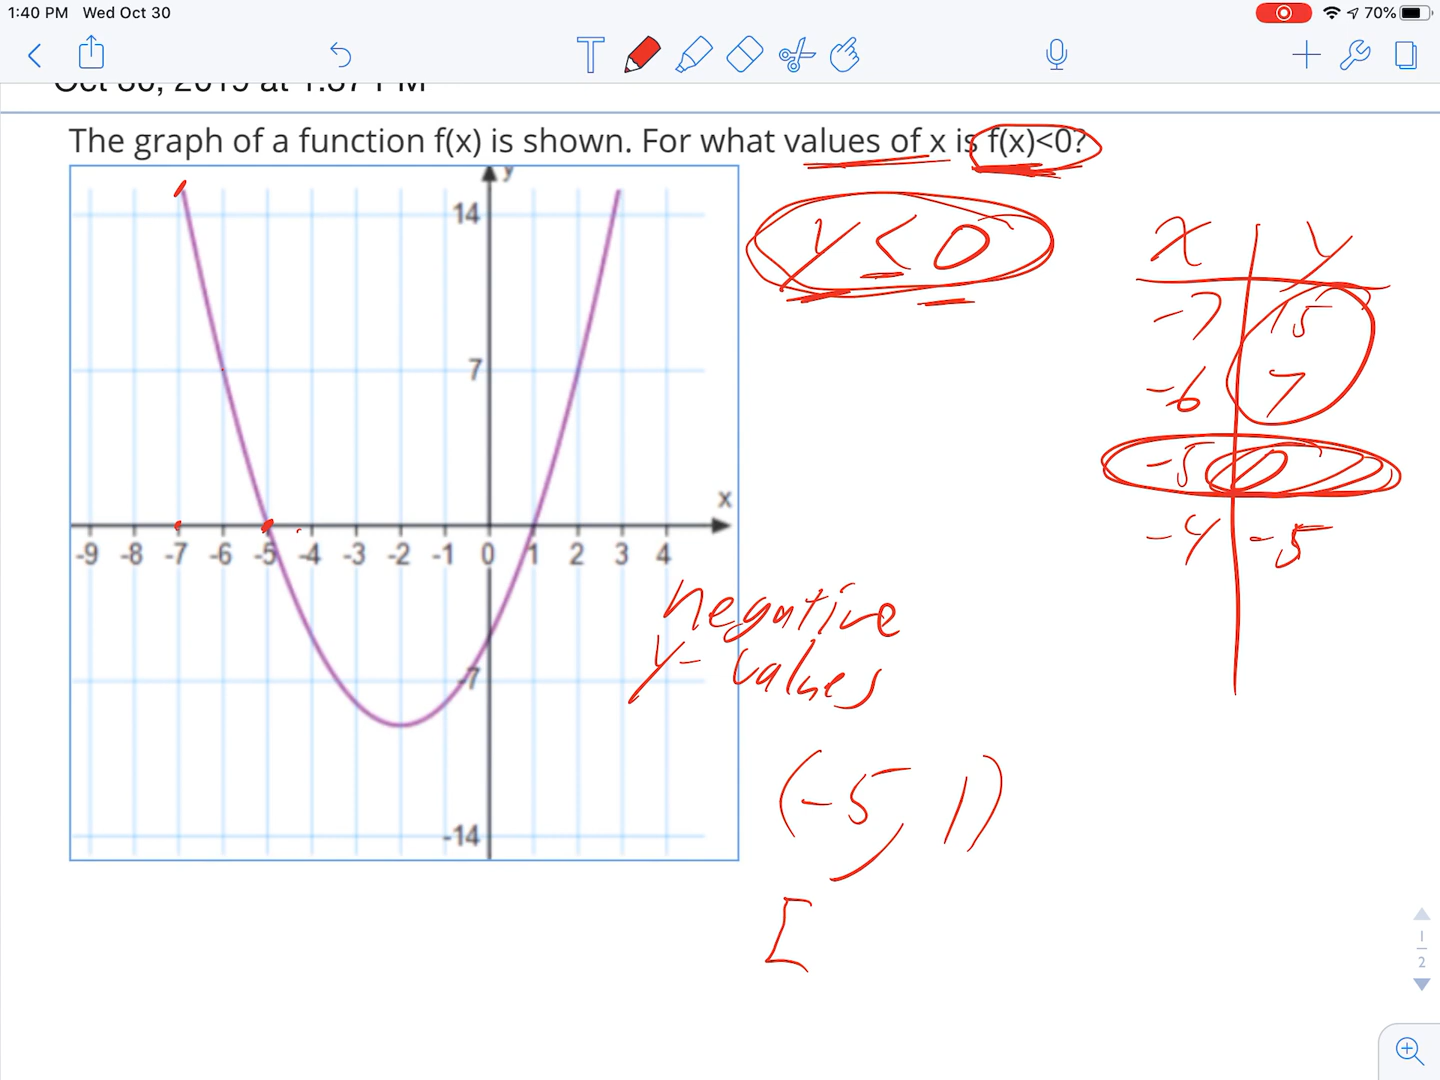 1:40 PM Wed Oct 30
70%
T
The graph of a function f(x) is shown. For what values of x is f(x)<0?
y
14
y < 0
x y
-7 15
7
-6 7
-5 0
x
-9 -8 -7 -6 -5 -4 -3 -2 -1 0 1 2 3 4
-4 -5
negative
y- values
-7
(-5, 1)
-14
[
1
2